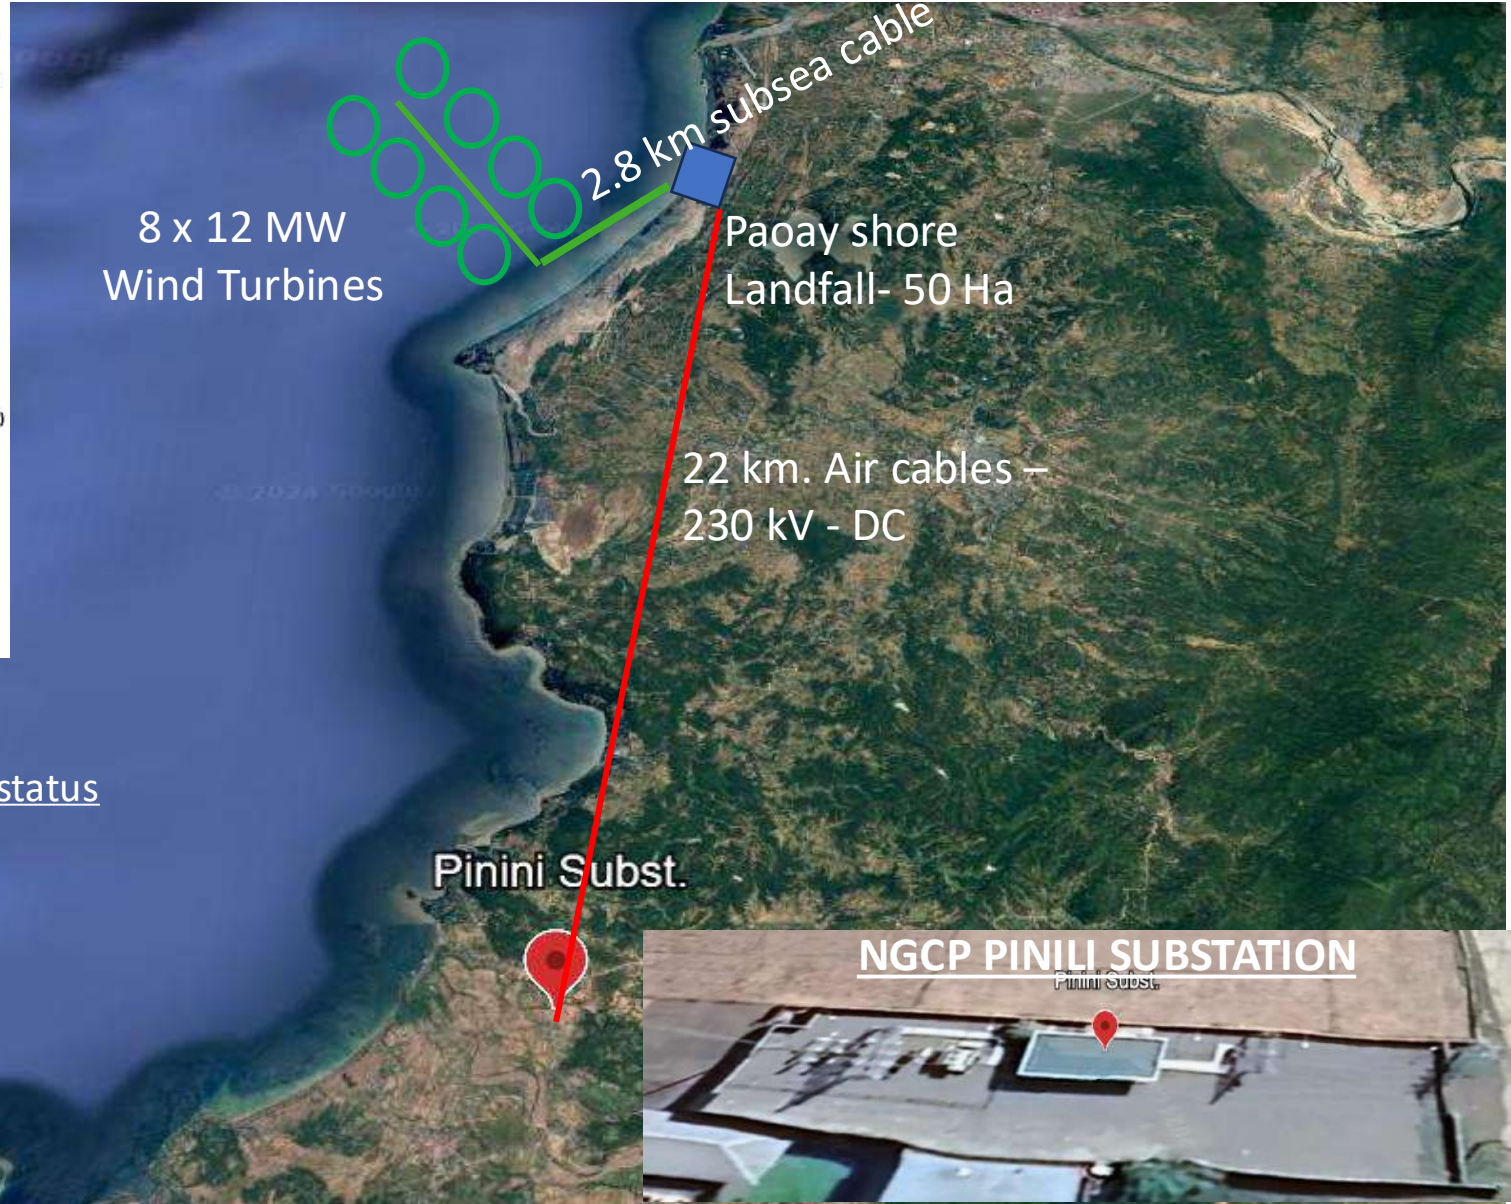 2.8 km subsea cable
8 x 12 MW
Wind Turbines
Paoay shore
Landfall- 50 Ha
22 km. Air cables –
230 kV - DC
status
Pinini Subst.
NGCP PINILI SUBSTATION
Pinini Subst.